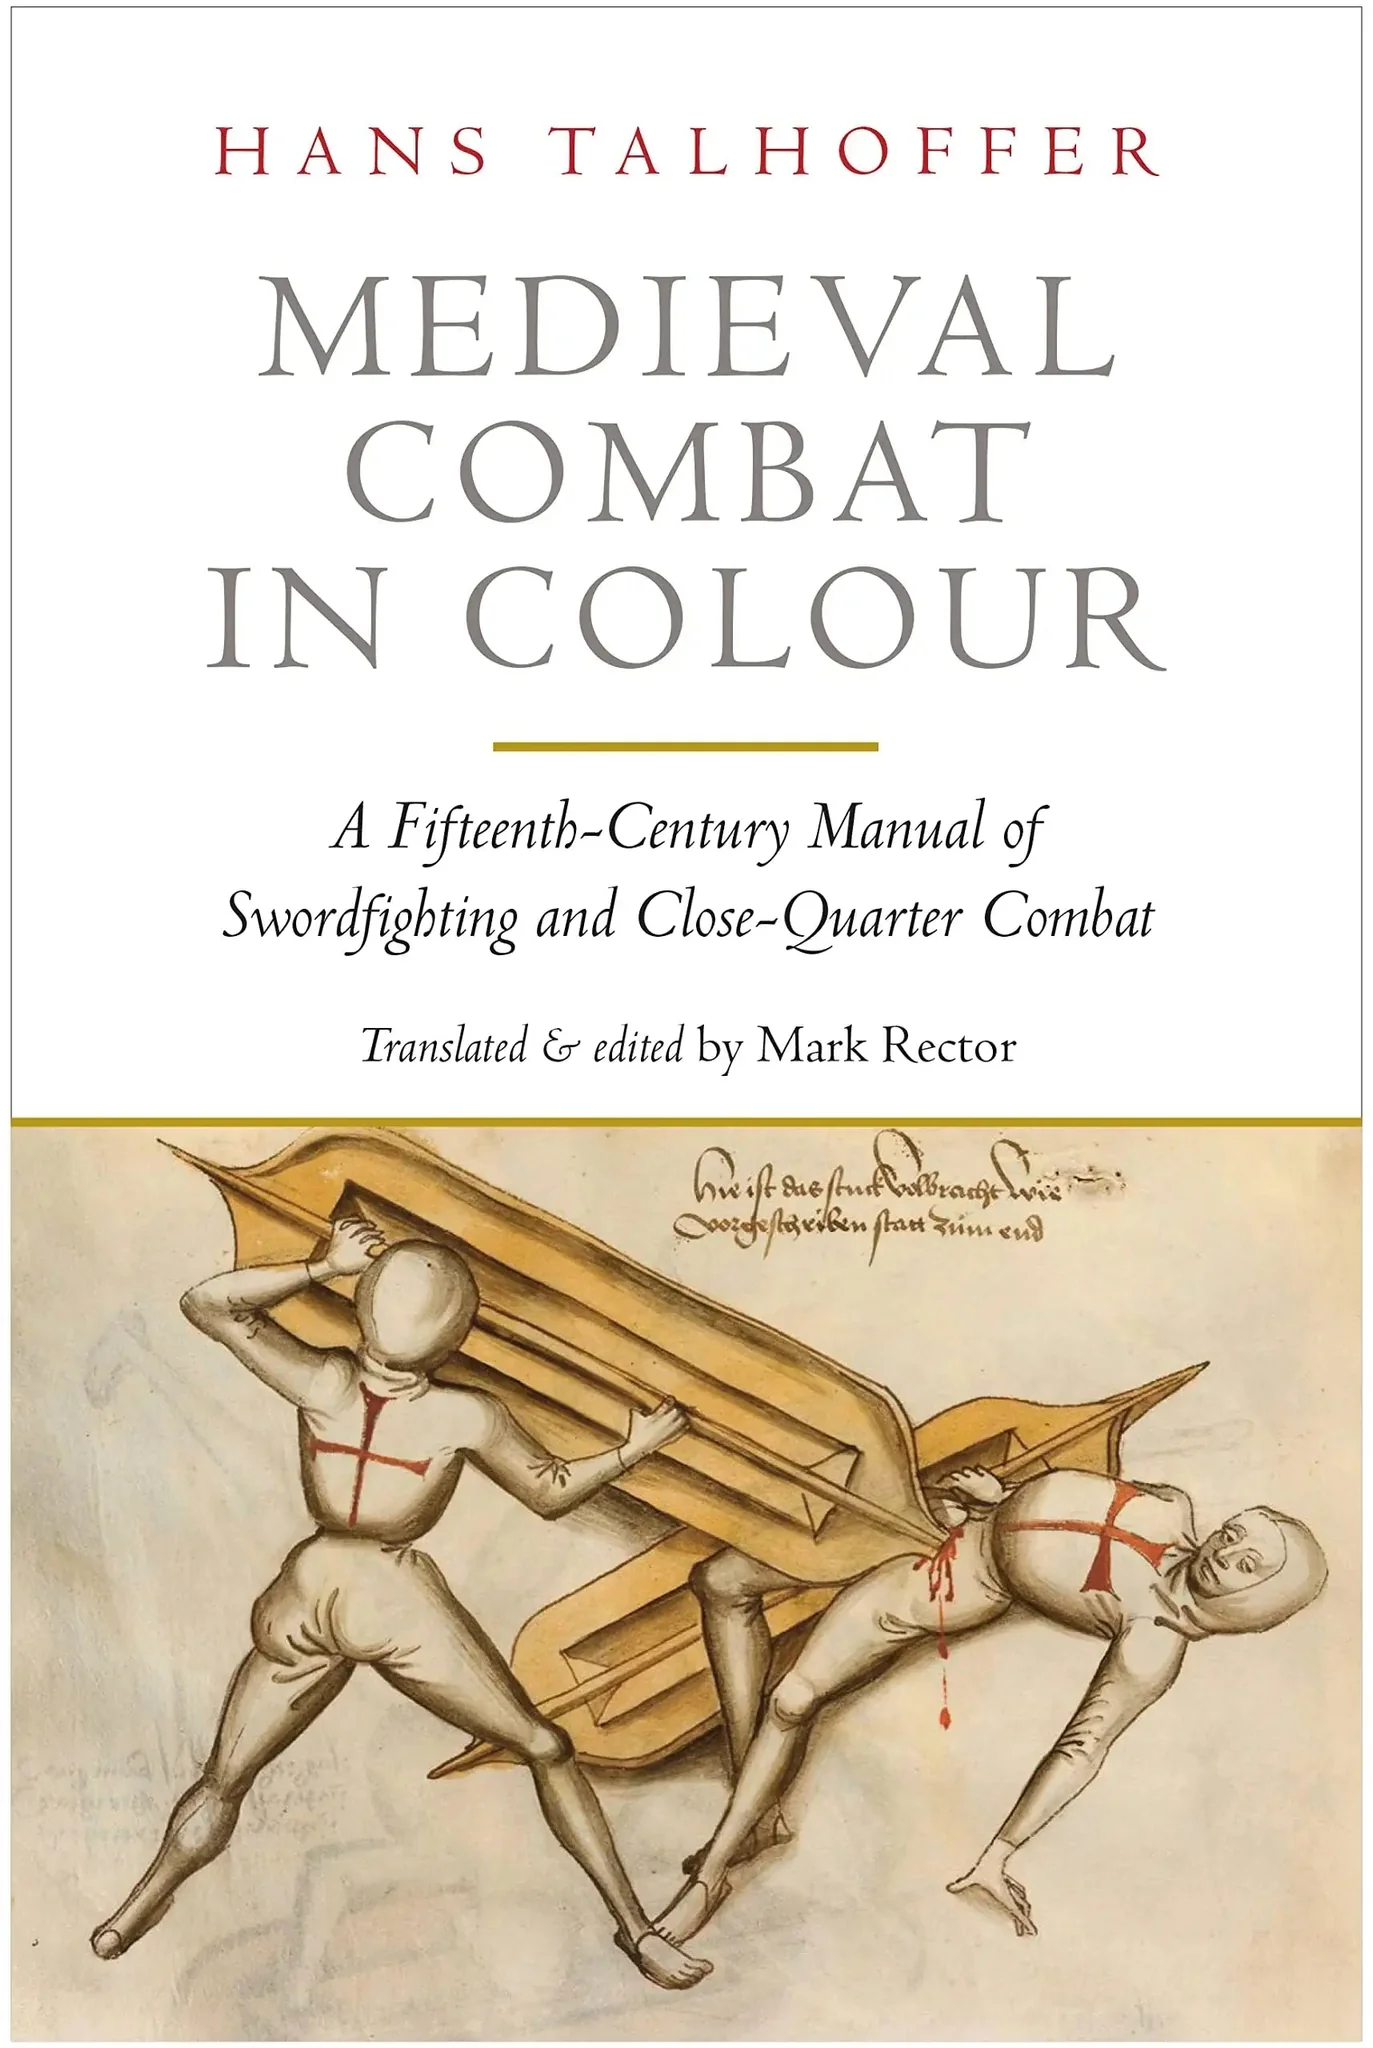 HANS TALHOFFER
MEDIEVAL
COMBAT
IN COLOUR
A Fifteenth-Century Manual of
Swordfighting and Close-Quarter Combat
Translated & edited by Mark Rector
Hie ist das stuck volbracht wie
vorgeschriben statt zum end